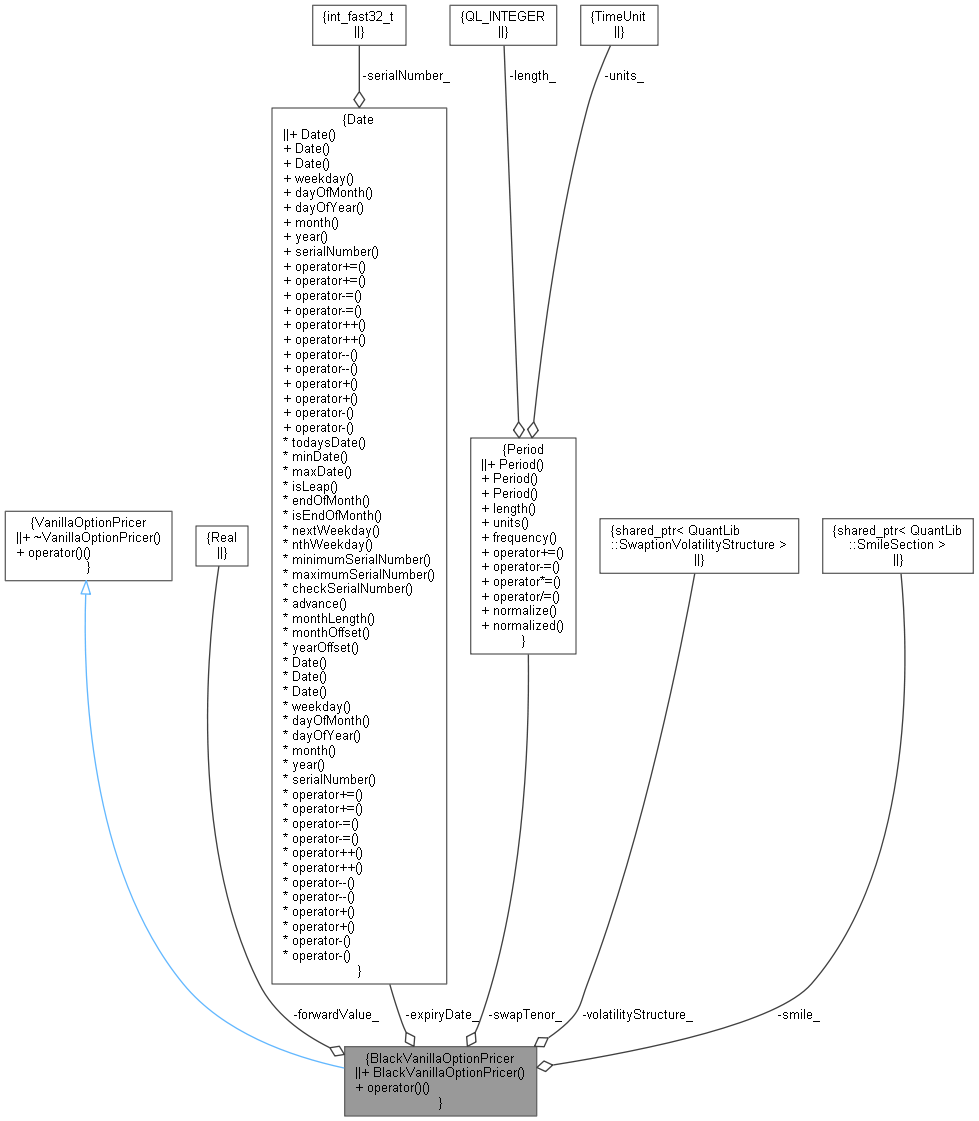 {int_fast32_t
||}
{QL_INTEGER
||}
{TimeUnit
||}
-serialNumber_
-length_
-units_
{Date
||+ Date()
+ Date()
+ Date()
+ weekday()
+ dayOfMonth()
+ dayOfYear()
+ month()
+ year()
+ serialNumber()
+ operator+=()
+ operator+=()
+ operator-=()
+ operator-=()
+ operator++()
+ operator++()
+ operator--()
+ operator--()
+ operator+()
+ operator+()
+ operator-()
+ operator-()
* todaysDate()
* minDate()
* maxDate()
* isLeap()
* endOfMonth()
* isEndOfMonth()
* nextWeekday()
* nthWeekday()
* minimumSerialNumber()
* maximumSerialNumber()
* checkSerialNumber()
* advance()
* monthLength()
* monthOffset()
* yearOffset()
* Date()
* Date()
* Date()
* weekday()
* dayOfMonth()
* dayOfYear()
* month()
* year()
* serialNumber()
* operator+=()
* operator+=()
* operator-=()
* operator-=()
* operator++()
* operator++()
* operator--()
* operator--()
* operator+()
* operator+()
* operator-()
* operator-()
}
{Period
||+ Period()
+ Period()
+ Period()
+ length()
+ units()
+ frequency()
+ operator+=()
+ operator-=()
+ operator*=()
+ operator/=()
+ normalize()
+ normalized()
}
{VanillaOptionPricer
||+ ~VanillaOptionPricer()
+ operator()()
}
{Real
||}
{shared_ptr< QuantLib
::SwaptionVolatilityStructure >
||}
{shared_ptr< QuantLib
::SmileSection >
||}
-forwardValue_
-expiryDate_
-swapTenor_
-volatilityStructure_
-smile_
{BlackVanillaOptionPricer
||+ BlackVanillaOptionPricer()
+ operator()()
}